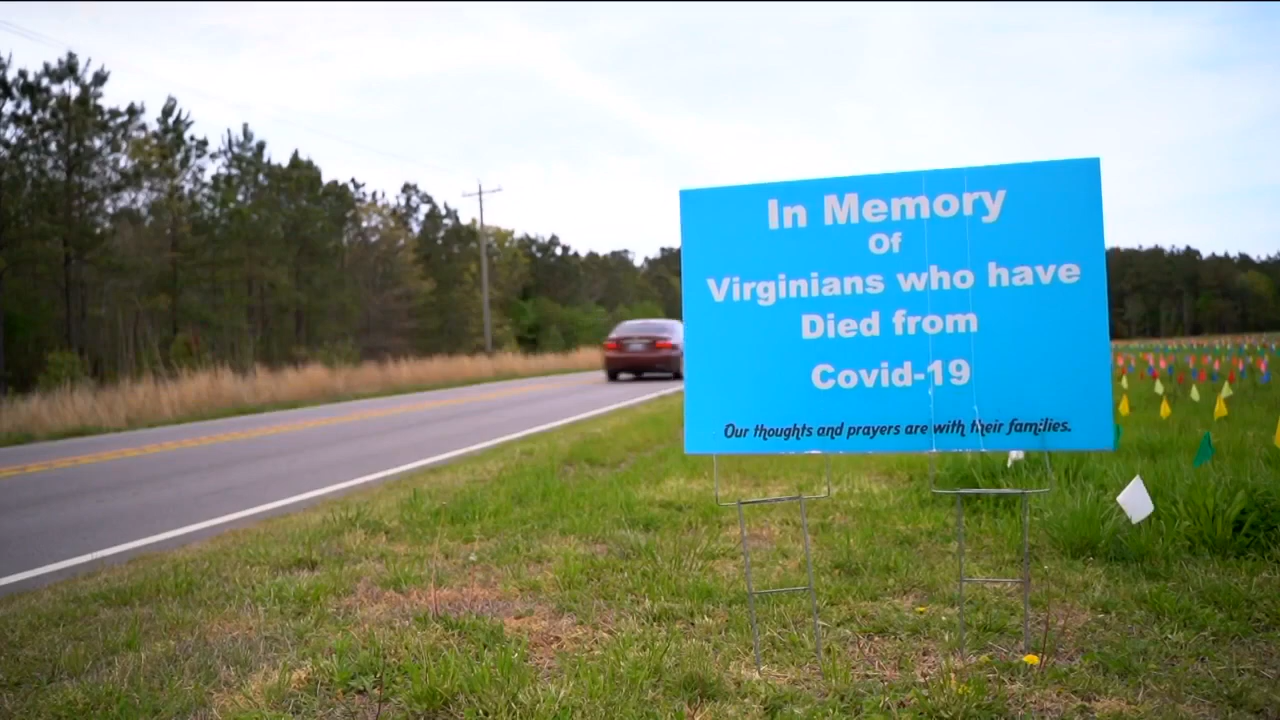 In Memory
Of
Virginians who have
Died from
Covid-19
Our thoughts and prayers are with their families.